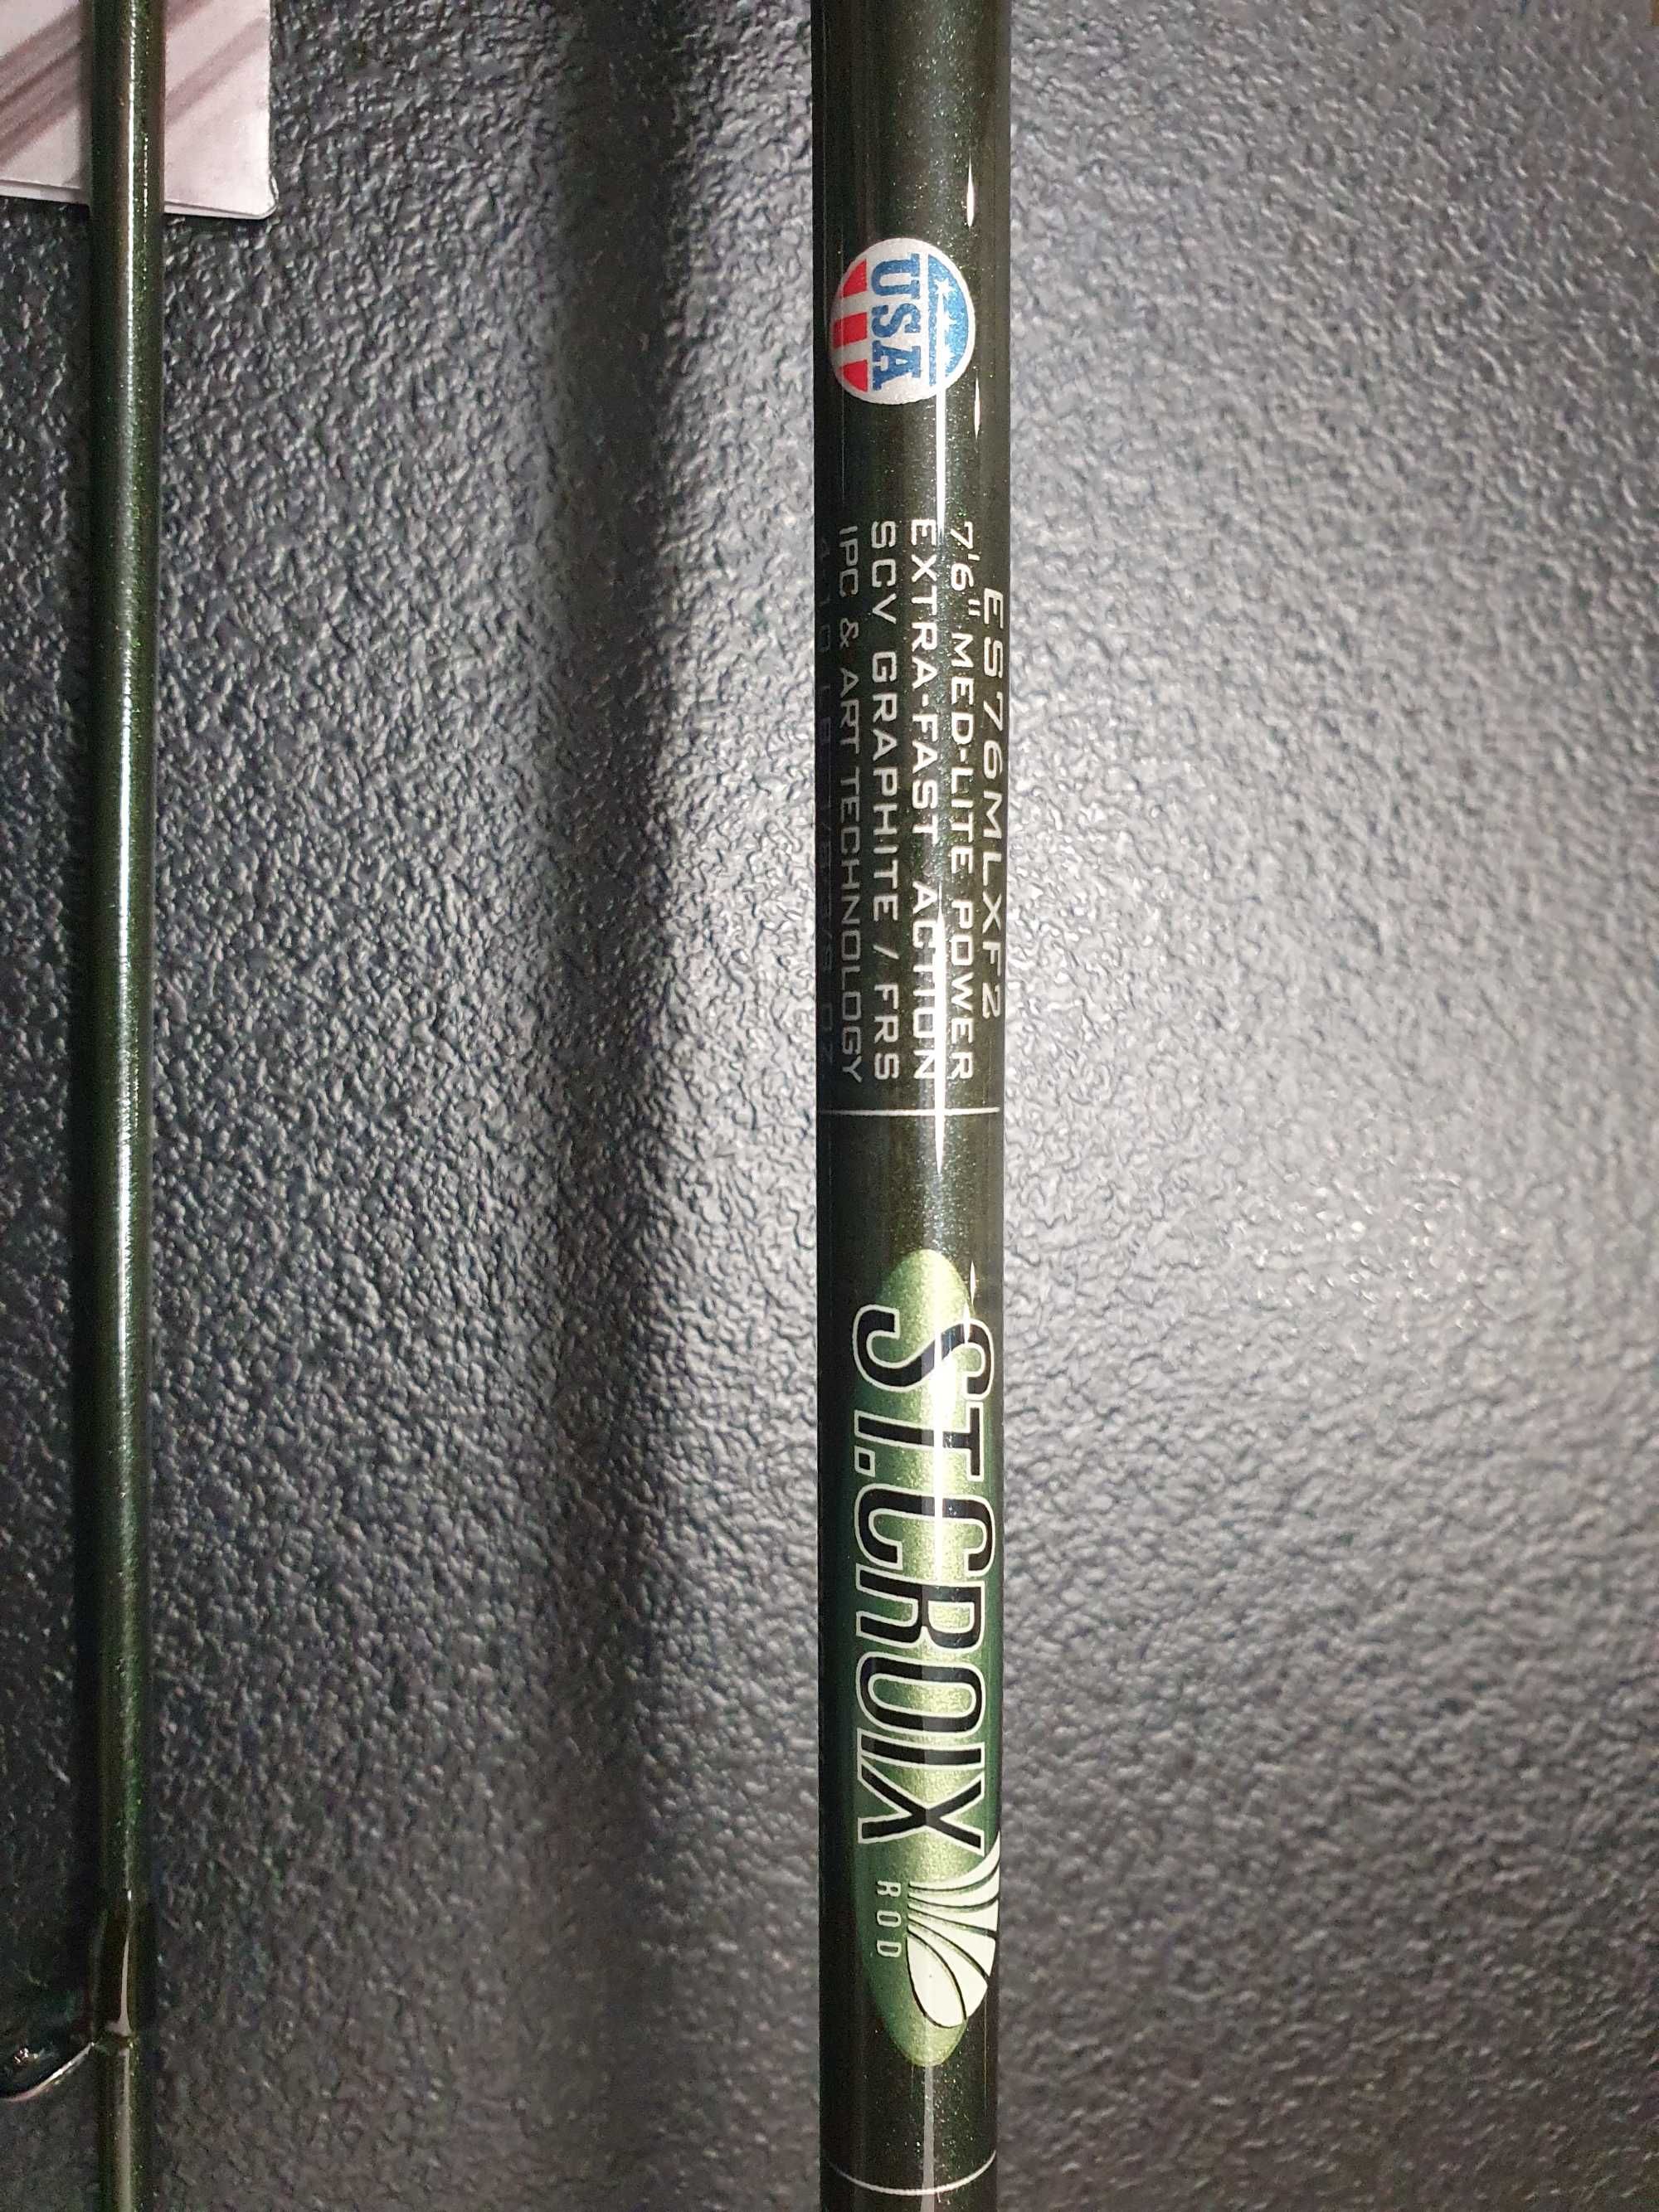 USA
ES76MLXF2
7'6" MED-LITE POWER
EXTRA-FAST ACTION
SCV GRAPHITE / FRS
IPC & ART TECHNOLOGY
ST.CROIX
ROD